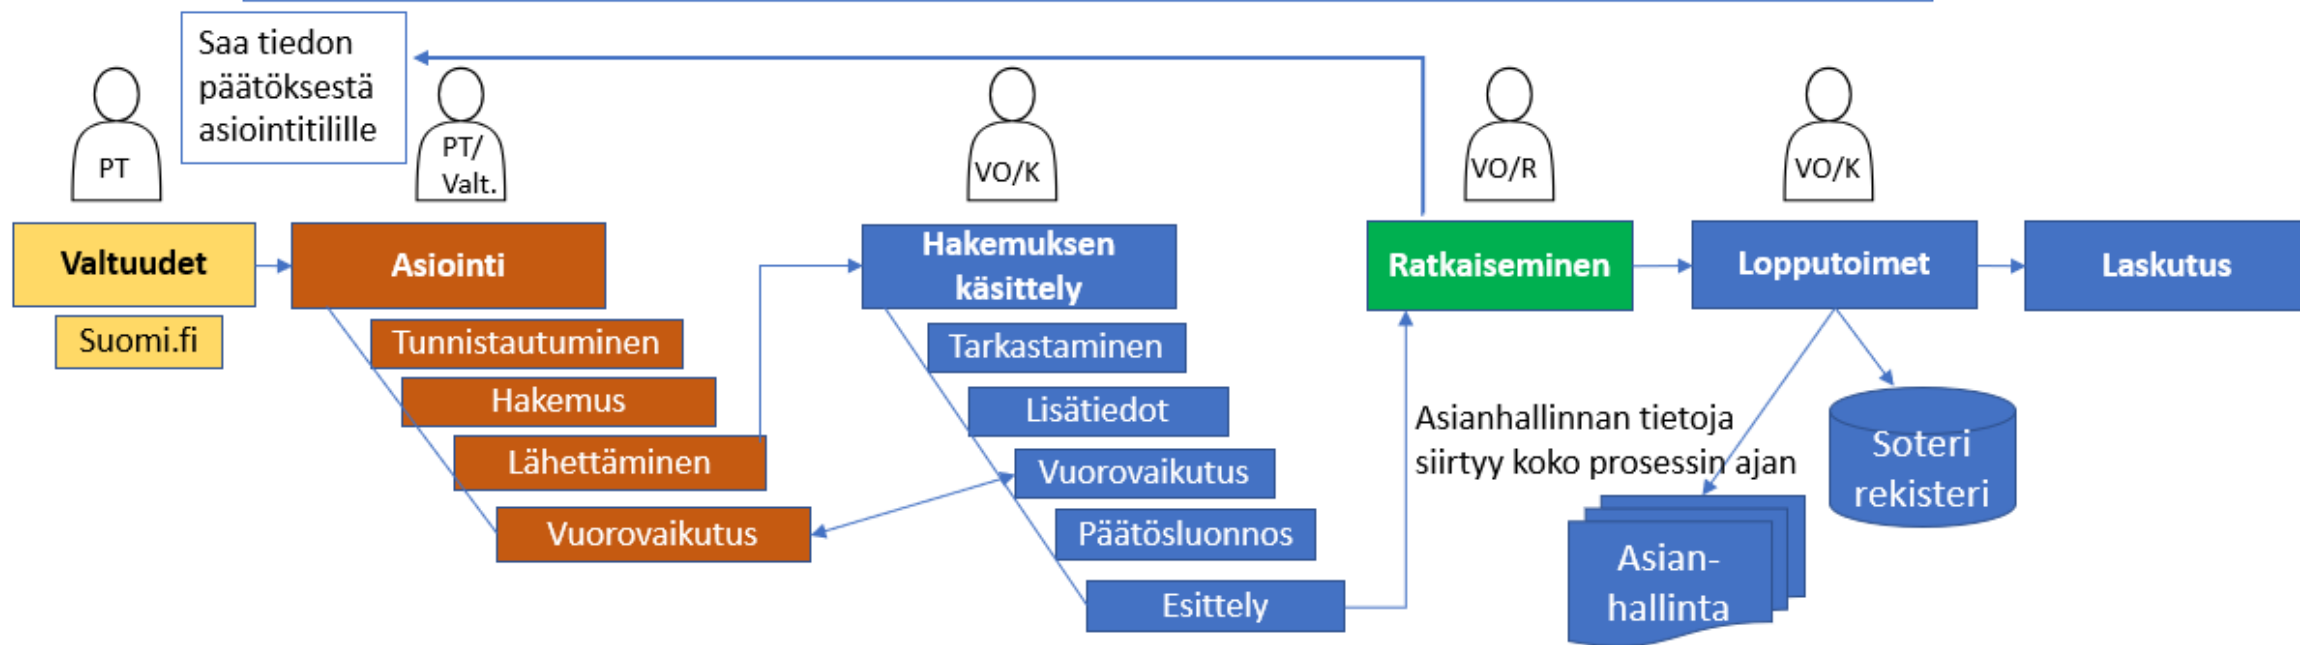 Saa tiedon
päätöksestä
asiointitilille
PT
PT/
Valt.
VO/K
VO/R
VO/K
Valtuudet
Suomi.fi
Asiointi
Tunnistautuminen
Hakemus
Lähettäminen
Vuorovaikutus
Hakemuksen
käsittely
Tarkastaminen
Lisätiedot
Vuorovaikutus
Päätösluonnos
Esittely
Ratkaiseminen
Lopputoimet
Laskutus
Asianhallinnan tietoja
siirtyy koko prosessin ajan
Asian-
hallinta
Soteri
rekisteri